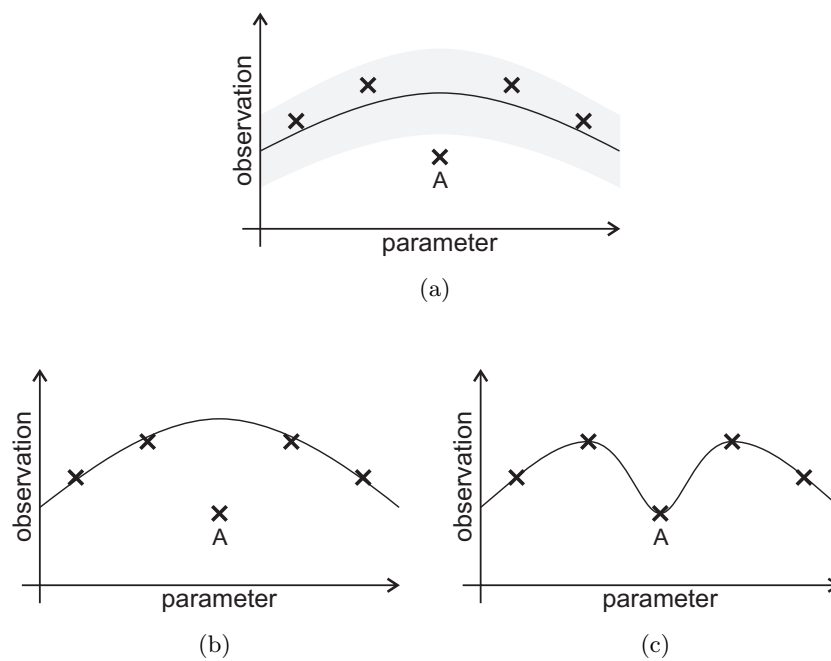 observation
A
parameter
(a)
observation
A
parameter
(b)
observation
A
parameter
(c)